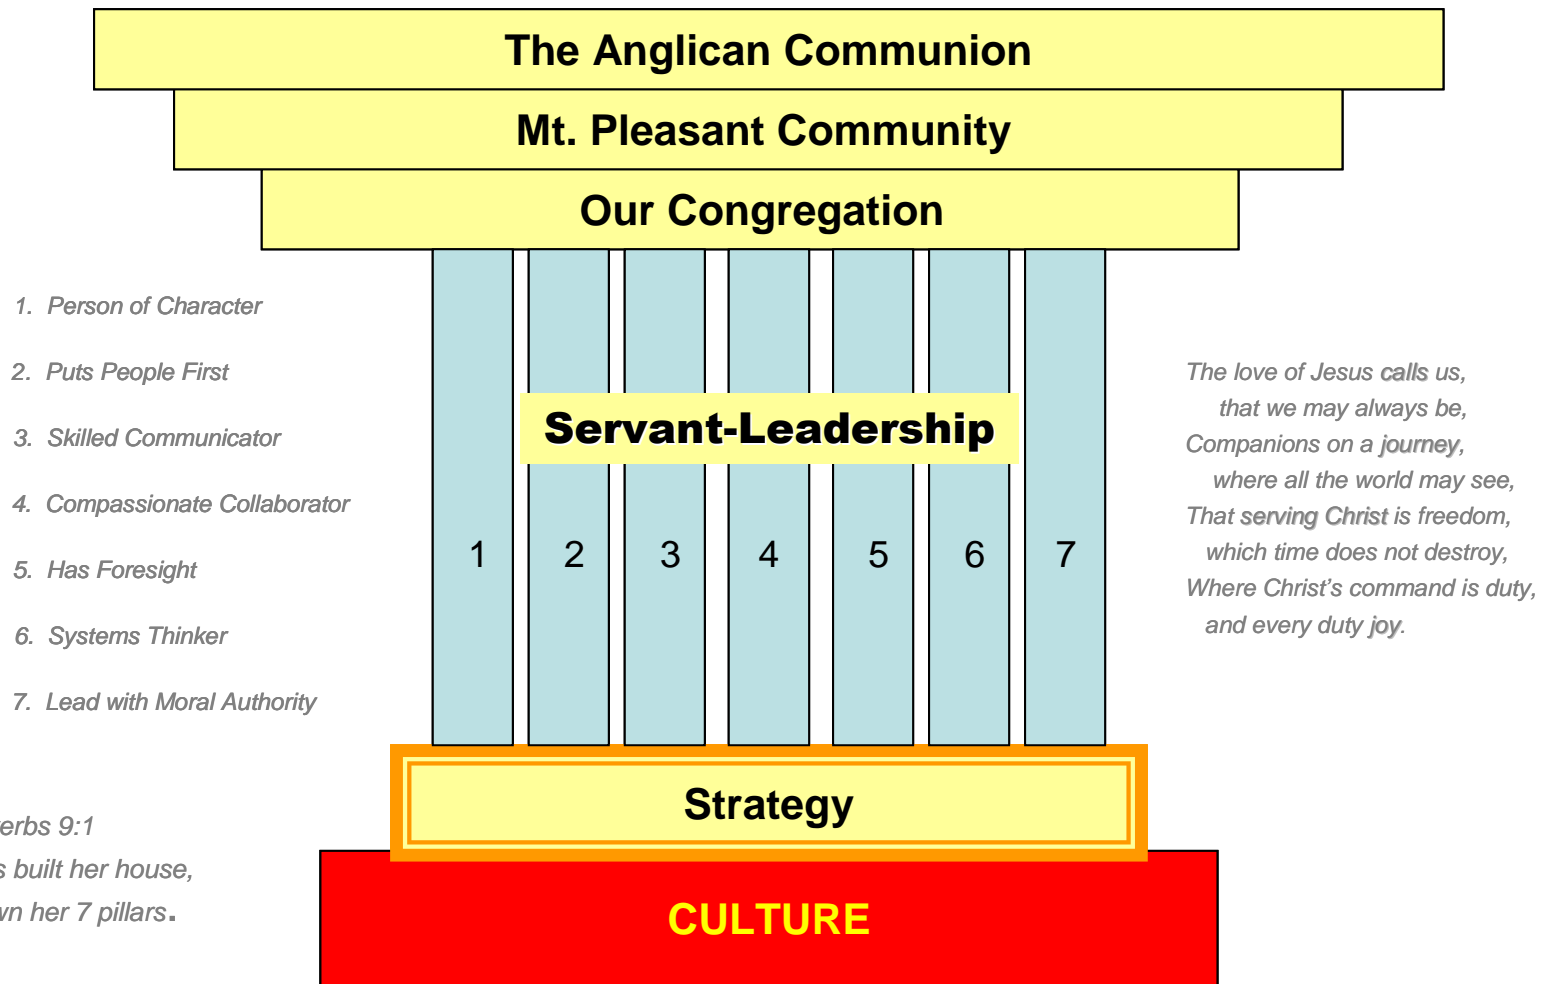 The Anglican Communion
Mt. Pleasant Community
Our Congregation
1. Person of Character
2. Puts People First
3. Skilled Communicator
4. Compassionate Collaborator
5. Has Foresight
6. Systems Thinker
7. Lead with Moral Authority
Servant-Leadership
1 2 3 4 5 6 7
The love of Jesus calls us,
that we may always be,
Companions on a journey,
where all the world may see,
That serving Christ is freedom,
which time does not destroy,
Where Christ's command is duty,
and every duty joy.
Strategy
erbs 9:1
s built her house,
wn her 7 pillars.
CULTURE